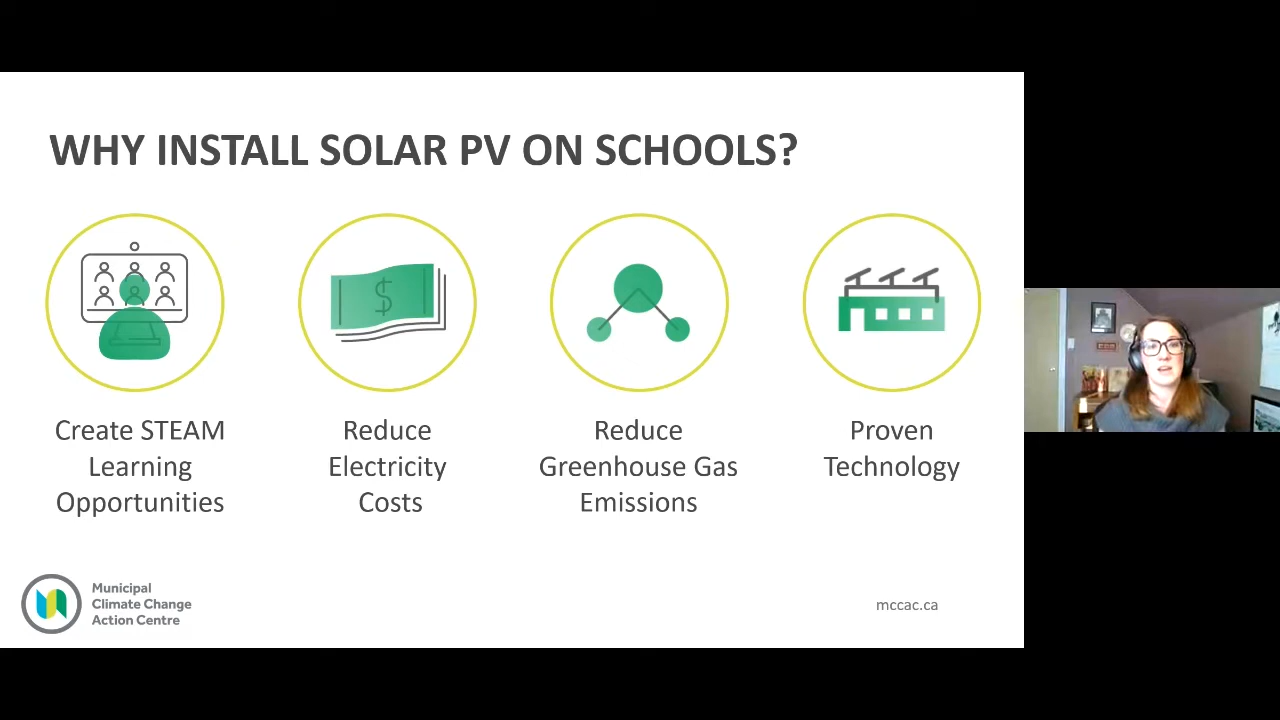 WHY INSTALL SOLAR PV ON SCHOOLS?
$
Create STEAM
Learning
Opportunities
Reduce
Electricity
Costs
Reduce
Greenhouse Gas
Emissions
Proven
Technology
Municipal
Climate Change
Action Centre
mccac.ca